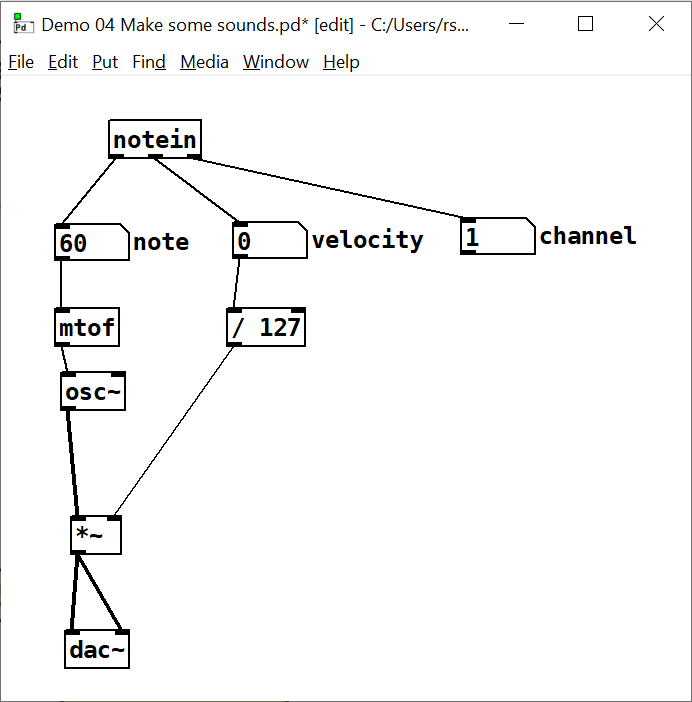 Demo 04 Make some sounds.pd* [edit] - C:/Users/rs...
File Edit Put Find Media Window Help
notein
60 note
0 velocity
1 channel
mtof
/ 127
osc~
*~
dac~